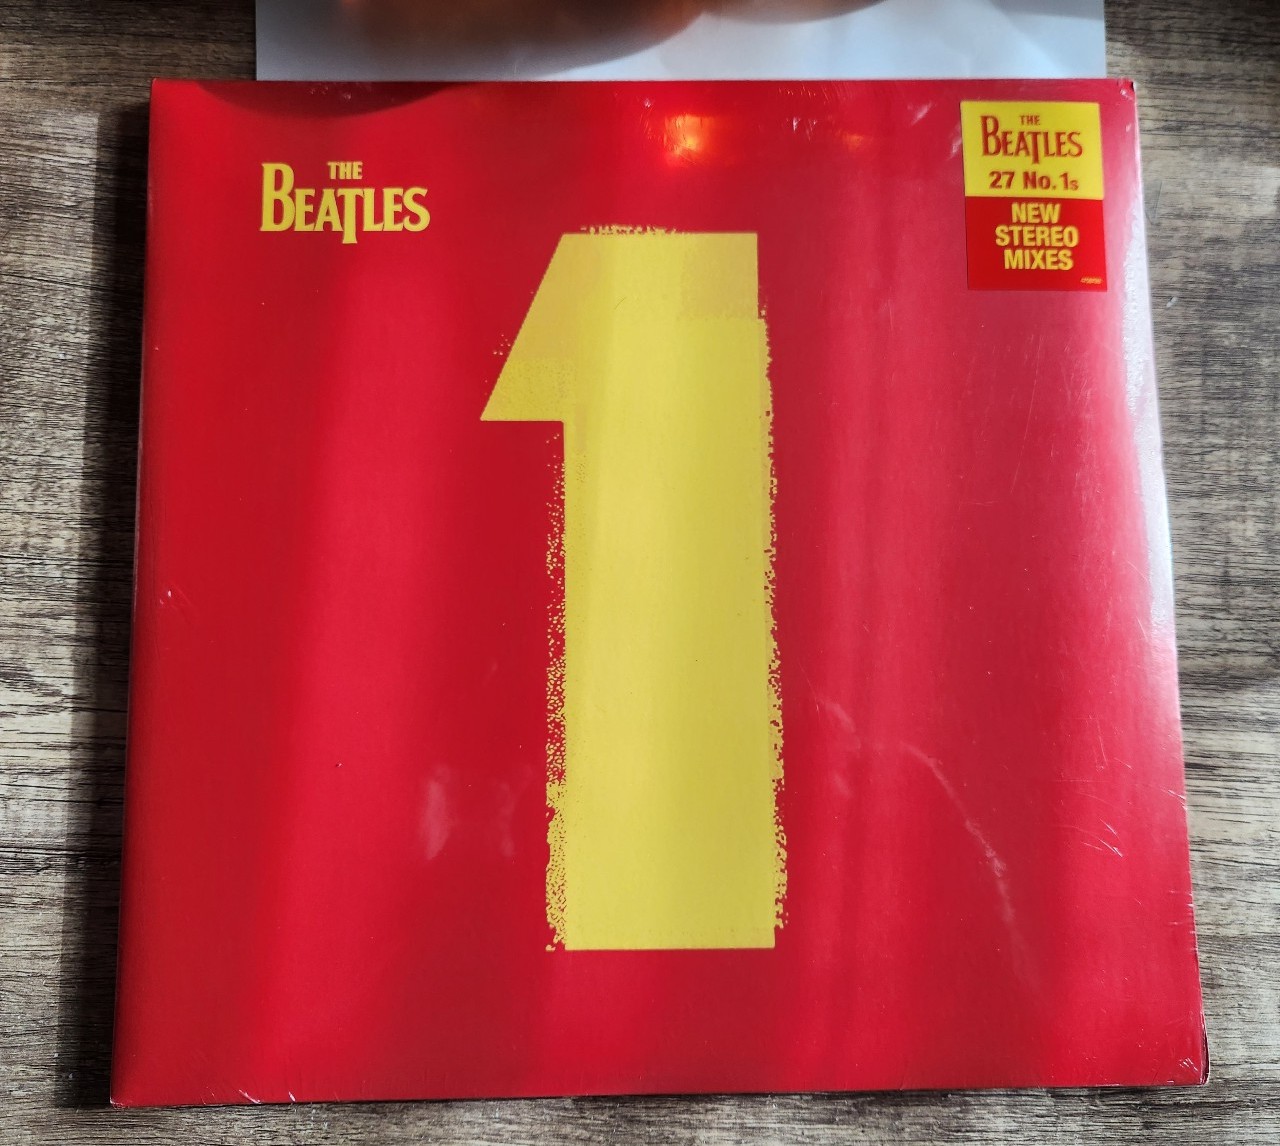 THE
BEATLES
1
THE
BEATLES
27 No.1s
NEW
STEREO
MIXES